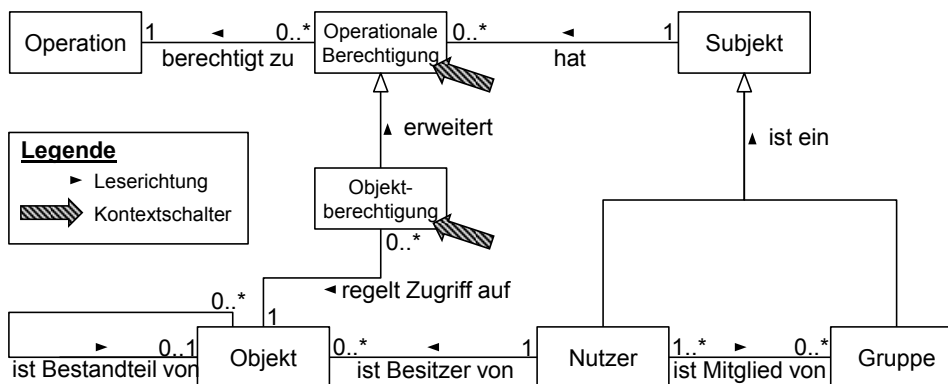 Operation
1
0..*
berechtigt zu
Operationale
Berechtigung
0..*
1
hat
Subjekt
erweitert
ist ein
Legende
Leserichtung
Kontextschalter
Objekt-
berechtigung
0..*
regelt Zugriff auf
0..*
1
0..1
ist Bestandteil von
Objekt
0..*
1
ist Besitzer von
Nutzer
1..*
0..*
ist Mitglied von
Gruppe